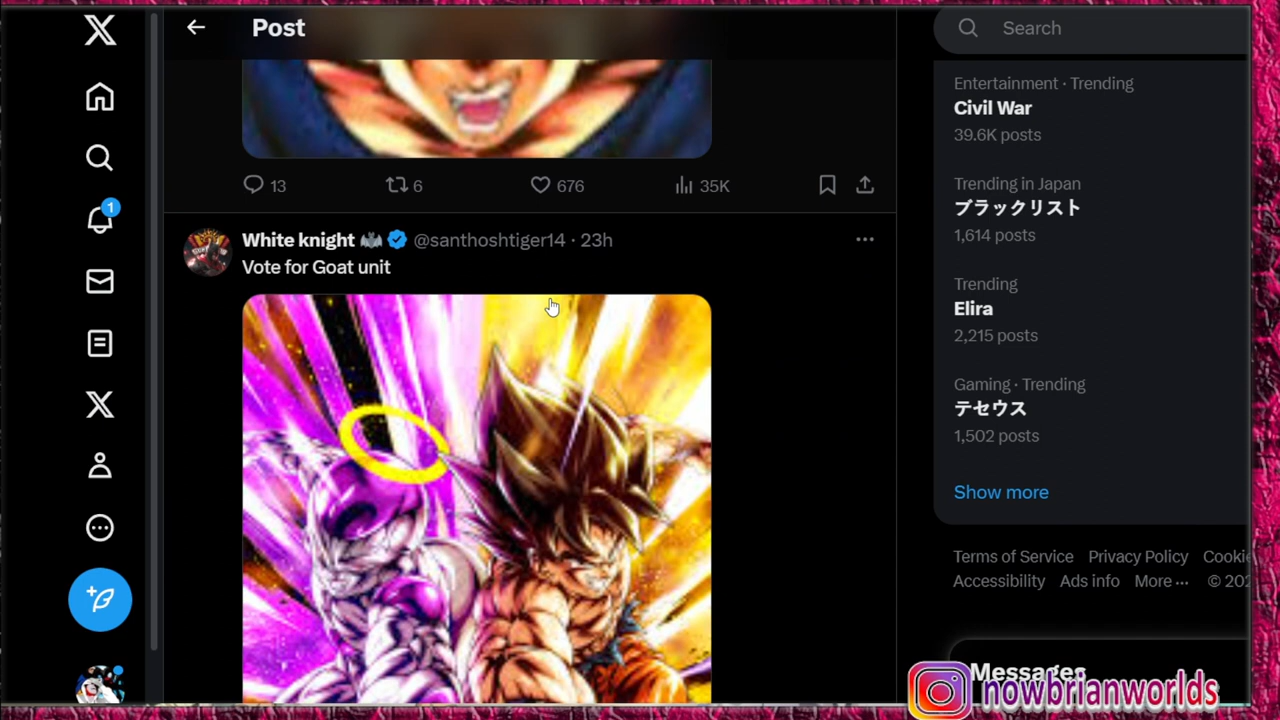 Post
Search
13
6
676
35K
White knight @santhoshtiger14 · 23h
Vote for Goat unit
1
Entertainment · Trending
Civil War
39.6K posts
Trending in Japan
ブラックリスト
1,614 posts
Trending
Elira
2,215 posts
Gaming · Trending
テセウス
1,502 posts
Show more
Terms of Service Privacy Policy Cookie
Accessibility Ads info More ··· © 202
Messages
nowbrianworlds